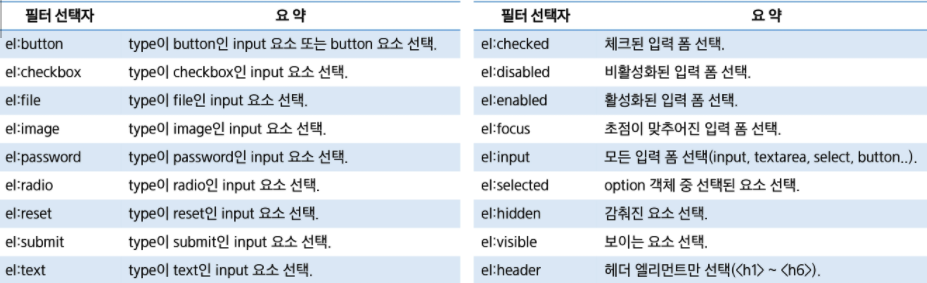 필터 선택자 요 약
el:button type이 button인 input 요소 또는 button 요소 선택.
el:checkbox type이 checkbox인 input 요소 선택.
el:file type이 file인 input 요소 선택.
el:image type이 image인 input 요소 선택.
el:password type이 password인 input 요소 선택.
el:radio type이 radio인 input 요소 선택.
el:reset type이 reset인 input 요소 선택.
el:submit type이 submit인 input 요소 선택.
el:text type이 text인 input 요소 선택.
필터 선택자 요 약
el:checked 체크된 입력 폼 선택.
el:disabled 비활성화된 입력 폼 선택.
el:enabled 활성화된 입력 폼 선택.
el:focus 초점이 맞추어진 입력 폼 선택.
el:input 모든 입력 폼 선택(input, textarea, select, button..).
el:selected option 객체 중 선택된 요소 선택.
el:hidden 감춰진 요소 선택.
el:visible 보이는 요소 선택.
el:header 헤더 엘리먼트만 선택(<h1> ~ <h6>).